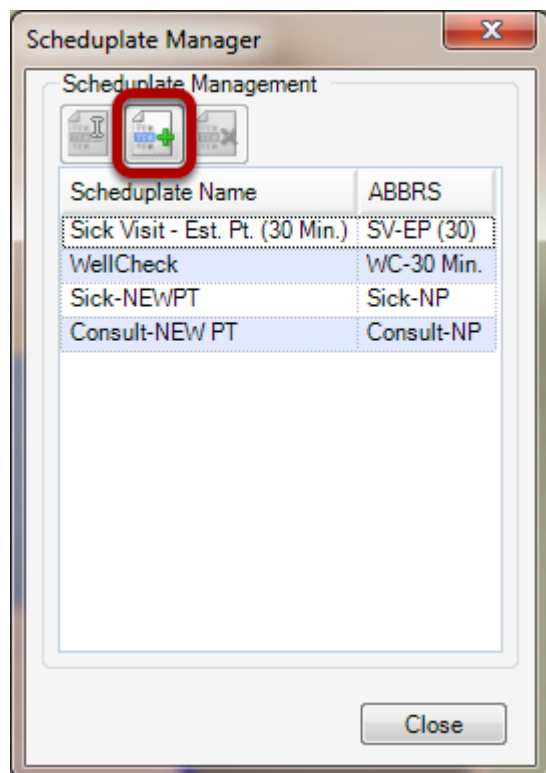 Scheduplate Manager
Scheduplate Management
Scheduplate Name ABBRS
Sick Visit - Est. Pt. (30 Min.) SV-EP (30)
WellCheck WC-30 Min.
Sick-NEWPT Sick-NP
Consult-NEW PT Consult-NP
Close